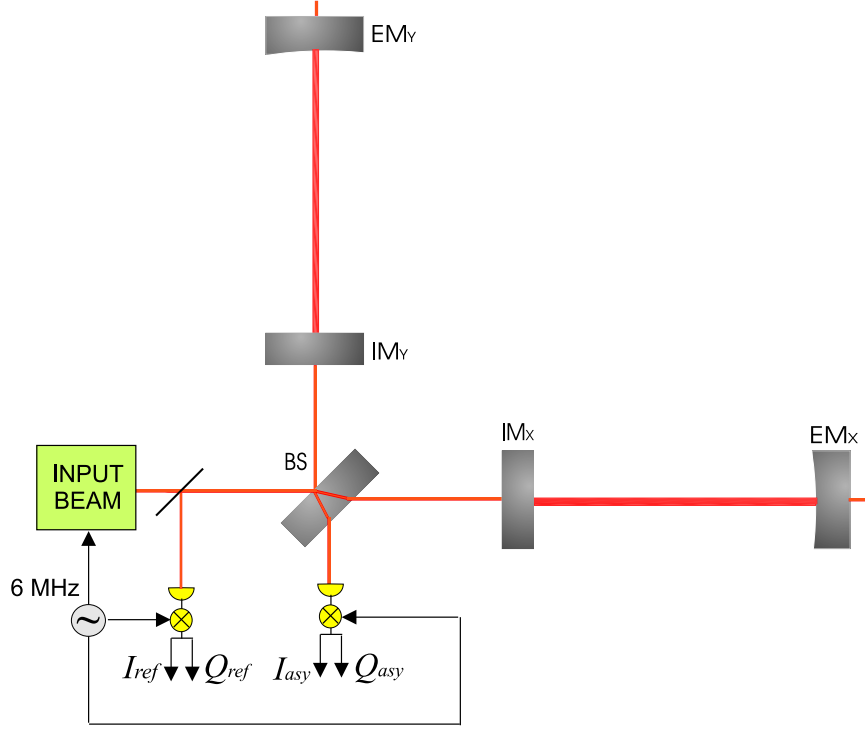 EMY
IMY
IMX
EMX
BS
INPUT
BEAM
6 MHz
~
Iref Qref Iasy Qasy